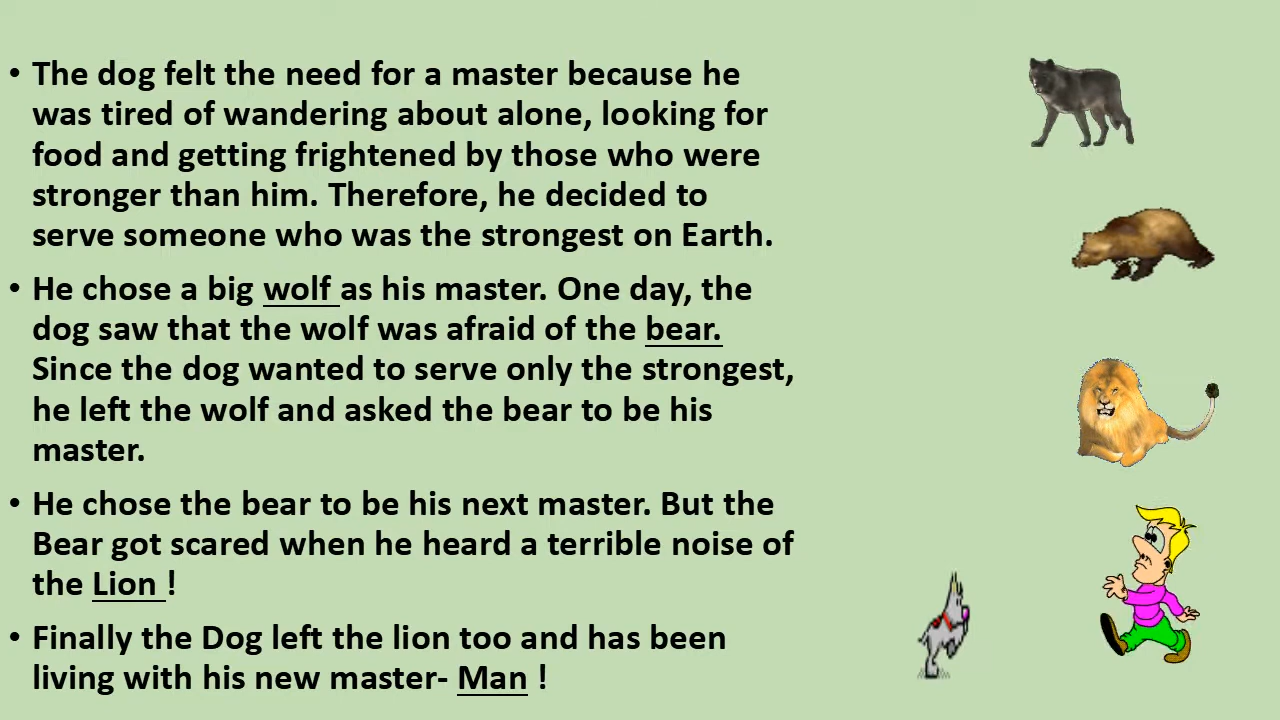 • The dog felt the need for a master because he
was tired of wandering about alone, looking for
food and getting frightened by those who were
stronger than him. Therefore, he decided to
serve someone who was the strongest on Earth.
• He chose a big wolf as his master. One day, the
dog saw that the wolf was afraid of the bear.
Since the dog wanted to serve only the strongest,
he left the wolf and asked the bear to be his
master.
• He chose the bear to be his next master. But the
Bear got scared when he heard a terrible noise of
the Lion !
• Finally the Dog left the lion too and has been
living with his new master- Man !